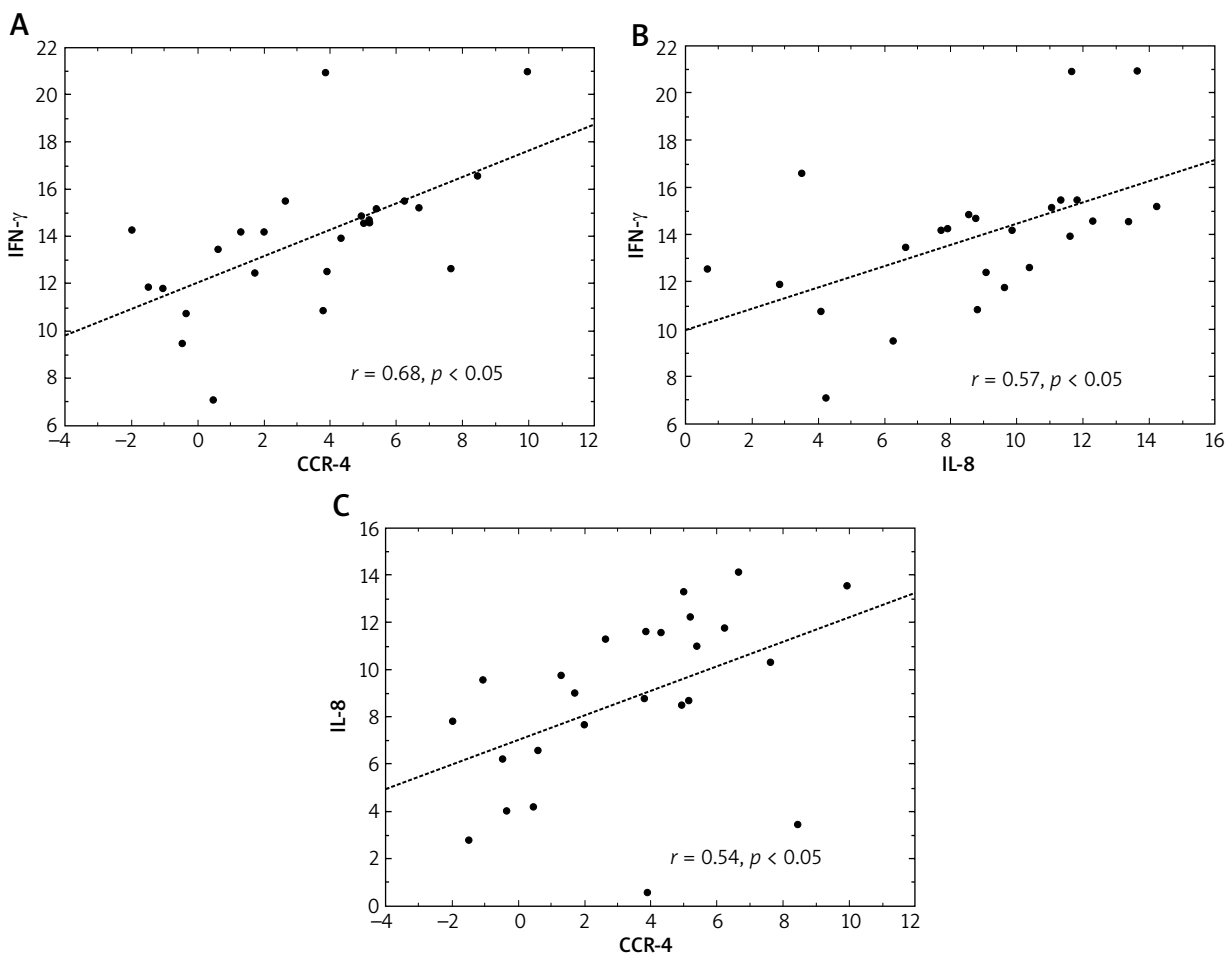 A
22
20
18
16
14
12
10
8
6
IFN-γ
r = 0.68, p < 0.05
−4 −2 0 2 4 6 8 10 12
CCR-4
B
22
20
18
16
14
12
10
8
6
IFN-γ
r = 0.57, p < 0.05
0 2 4 6 8 10 12 14 16
IL-8
C
16
14
12
10
8
6
4
2
0
IL-8
r = 0.54, p < 0.05
−4 −2 0 2 4 6 8 10 12
CCR-4